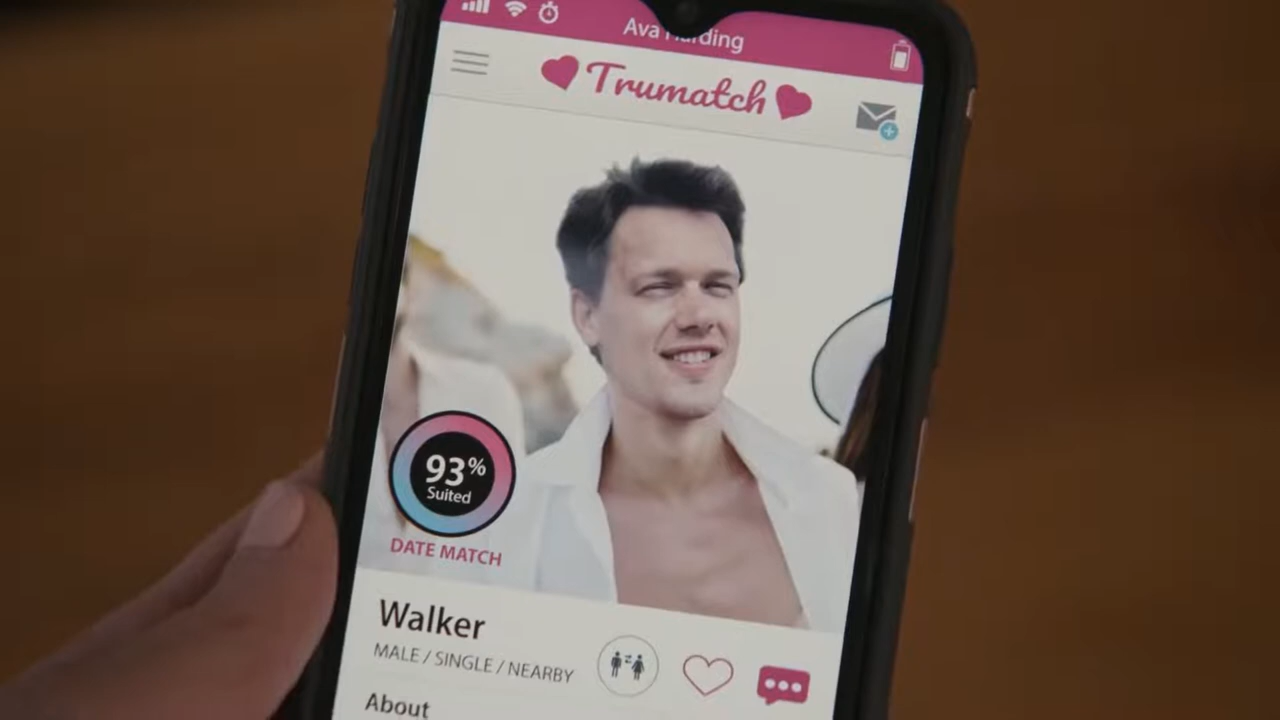 Ava Harding
Trumatch
93%
Suited
DATE MATCH
Walker
MALE / SINGLE / NEARBY
About